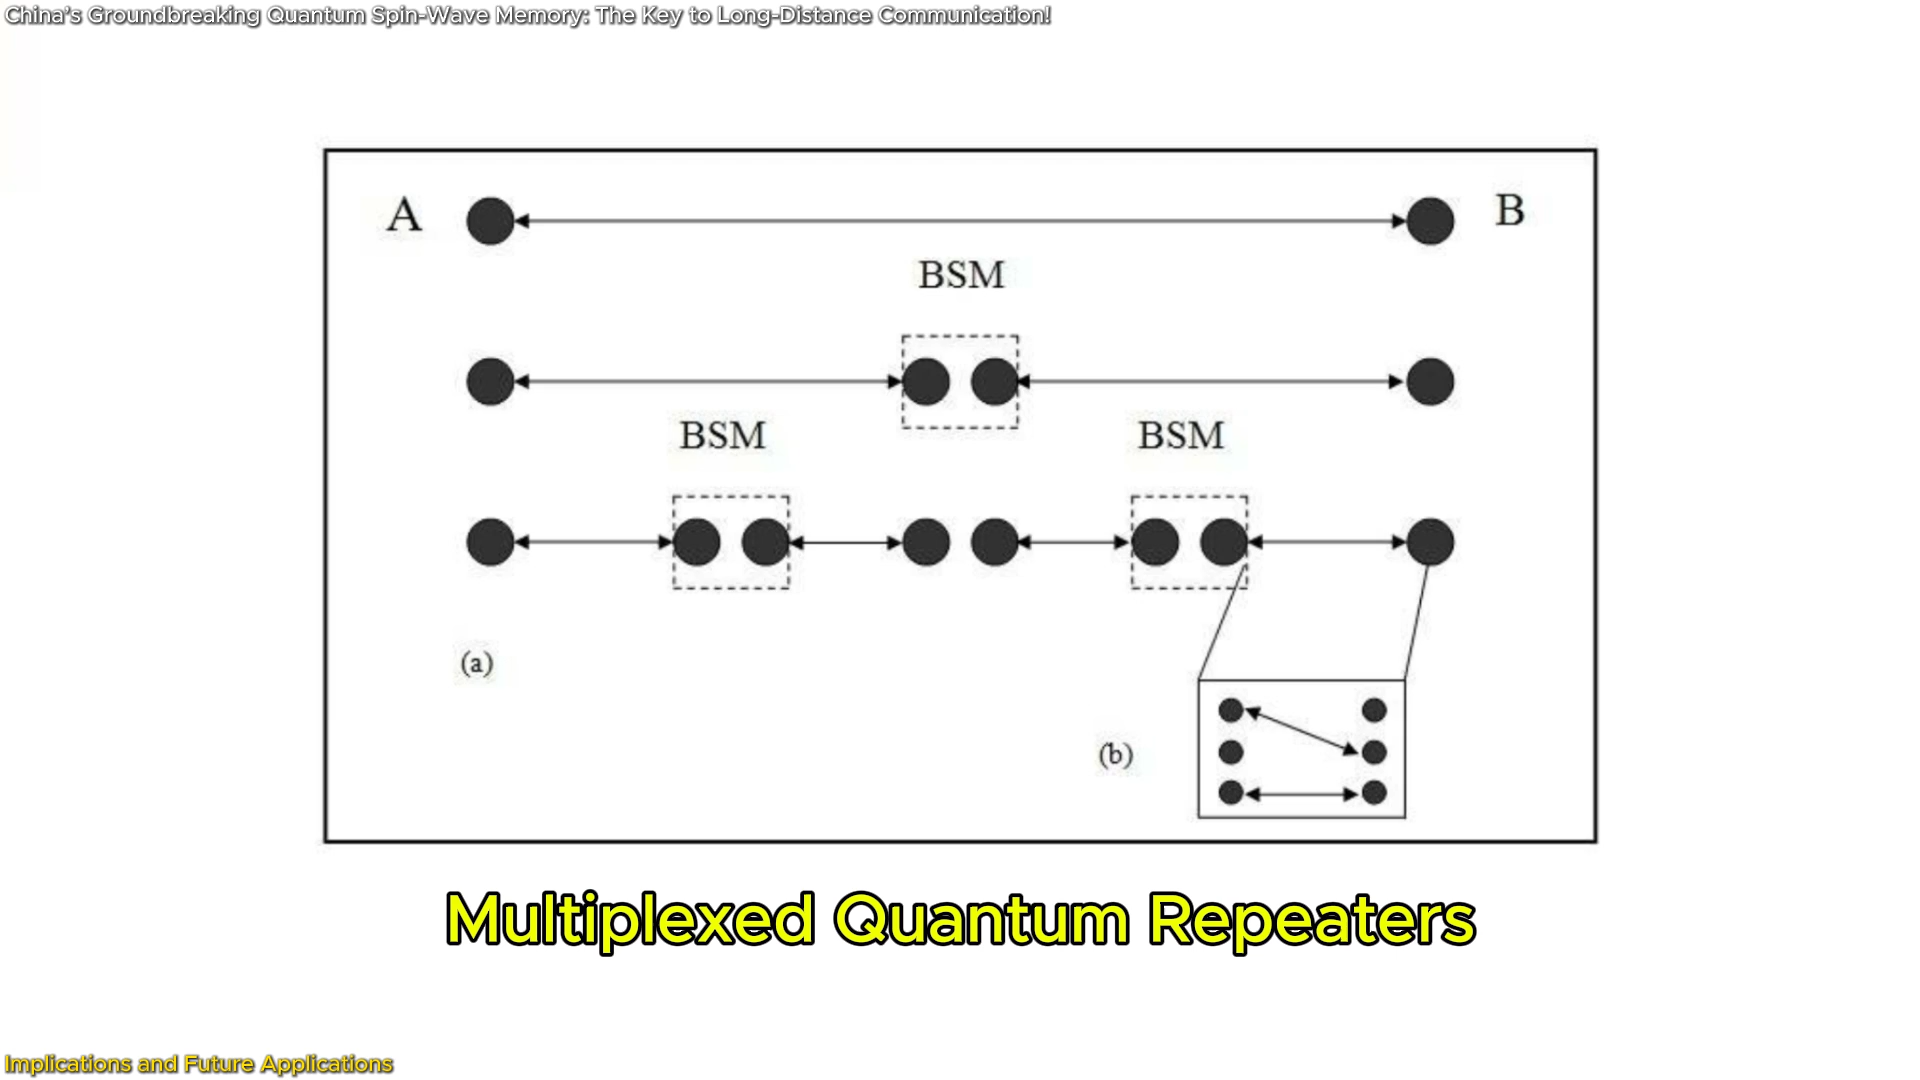 China's Groundbreaking Quantum Spin-Wave Memory: The Key to Long-Distance Communication!
A
B
BSM
BSM
BSM
(a)
(b)
Multiplexed Quantum Repeaters
Implications and Future Applications